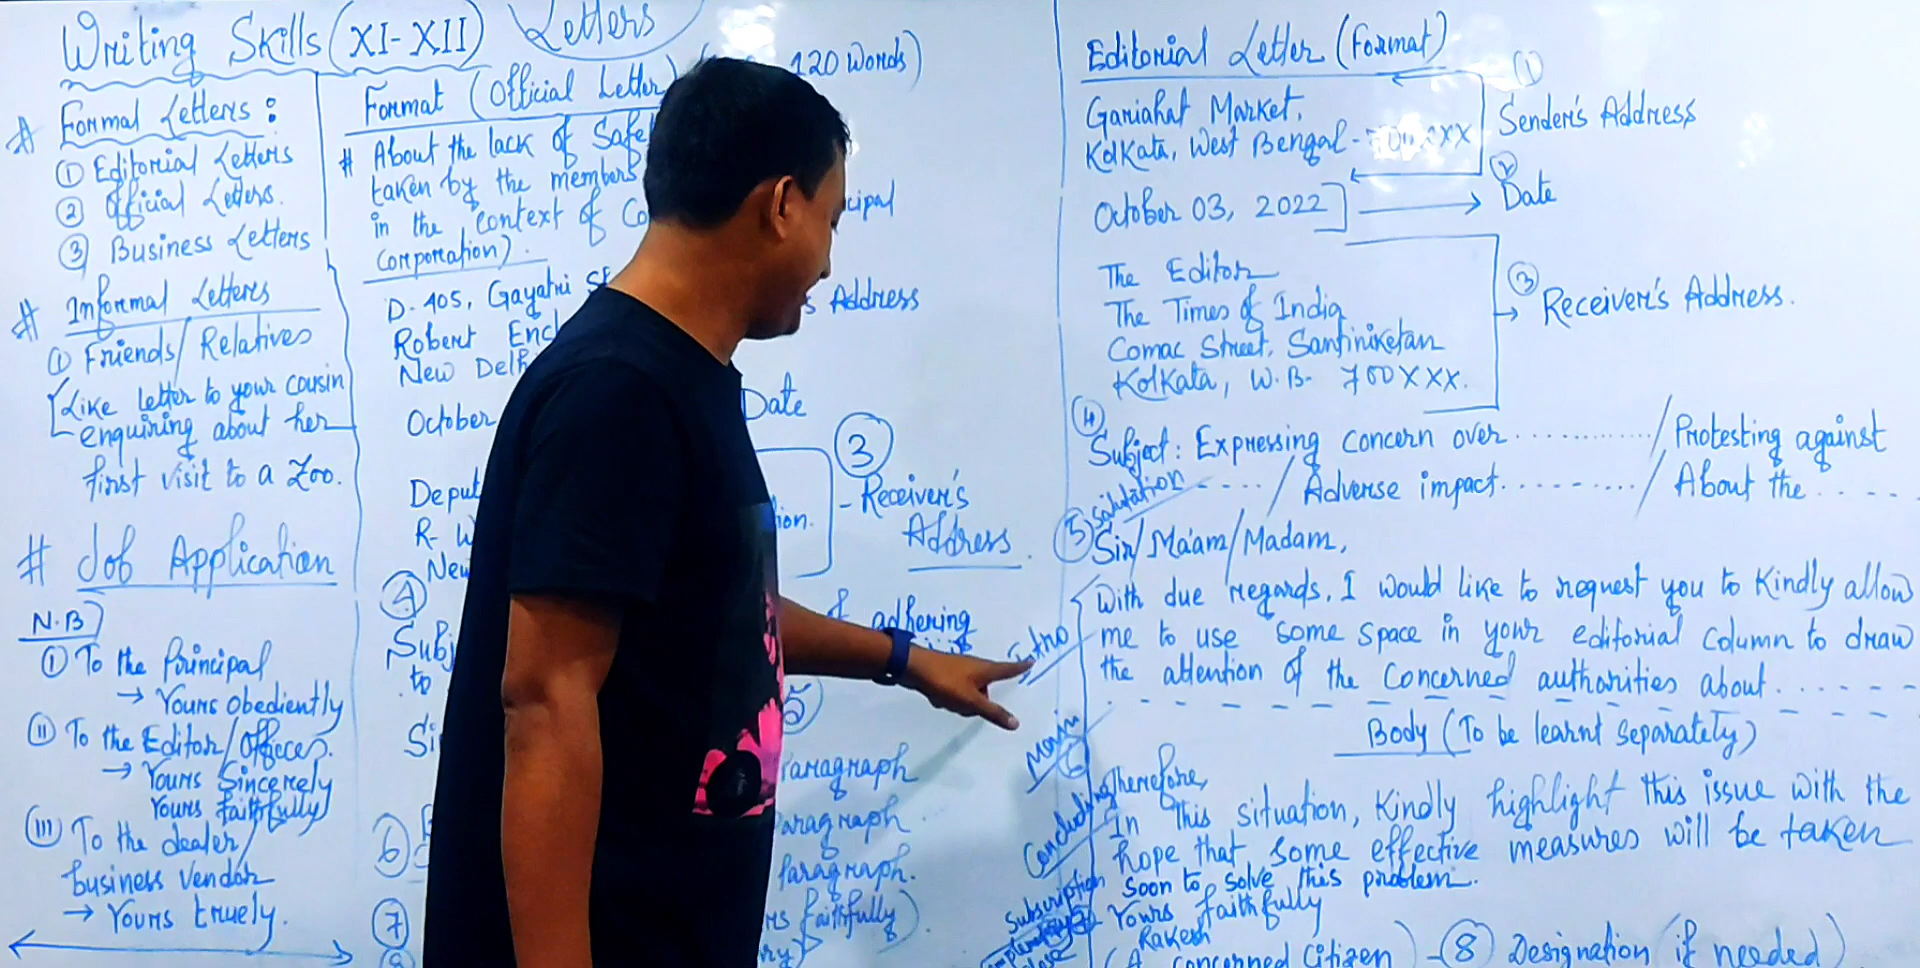 Writing Skills (XI-XII) Letters
# Formal Letters:
① Editorial Letters
② Official Letters.
③ Business Letters
# Informal Letters
① Friends/Relatives
[Like letter to your cousin
enquiring about her
first visit to a Zoo.
# Job Application
N.B
① To the Principal
→ Yours Obediently
(II) To the Editor/Offices.
→ Yours Sincerely
Yours faithfully
(III) To the dealer/
business vendor
→ Yours truely.
120 Words)
Format (Official Letter)
# About the lack of
taken by the members
in the context of
Corporation).
D-405, Gayatri
Robert
New Delhi
Address
October
Date
③
Receiver's
Address.
R-
New
④
to
adhering
5
Paragraph
Paragraph
Paragraph.
faithfully)
⑥
⑦
Editorial Letter (Format)
①
Gariahat Market,
Kolkata, West Bengal - 700XXX
Sender's Address
②
October 03, 2022
Date
The Editor
The Times of India
Comac Street, Santiniketan
Kolkata, W.B- 700XXX.
③
Receiver's Address.
④
Subject: Expressing concern over ........../ Protesting against
..../ Adverse impact........../ About the ....
⑤ Salutation
Sir/Ma'am/Madam,
Intro
With due regards, I would like to request you to kindly allow
me to use some space in your editorial column to draw
the attention of the Concerned authorities about......
Main
Body (To be learnt separately)
Concluding
Therefore,
In this situation, kindly highlight this issue with the
hope that some effective measures will be taken
soon to solve this problem.
Subscription
Yours faithfully
Rakesh
(A concerned Citizen) - ⑧ Designation (if needed)